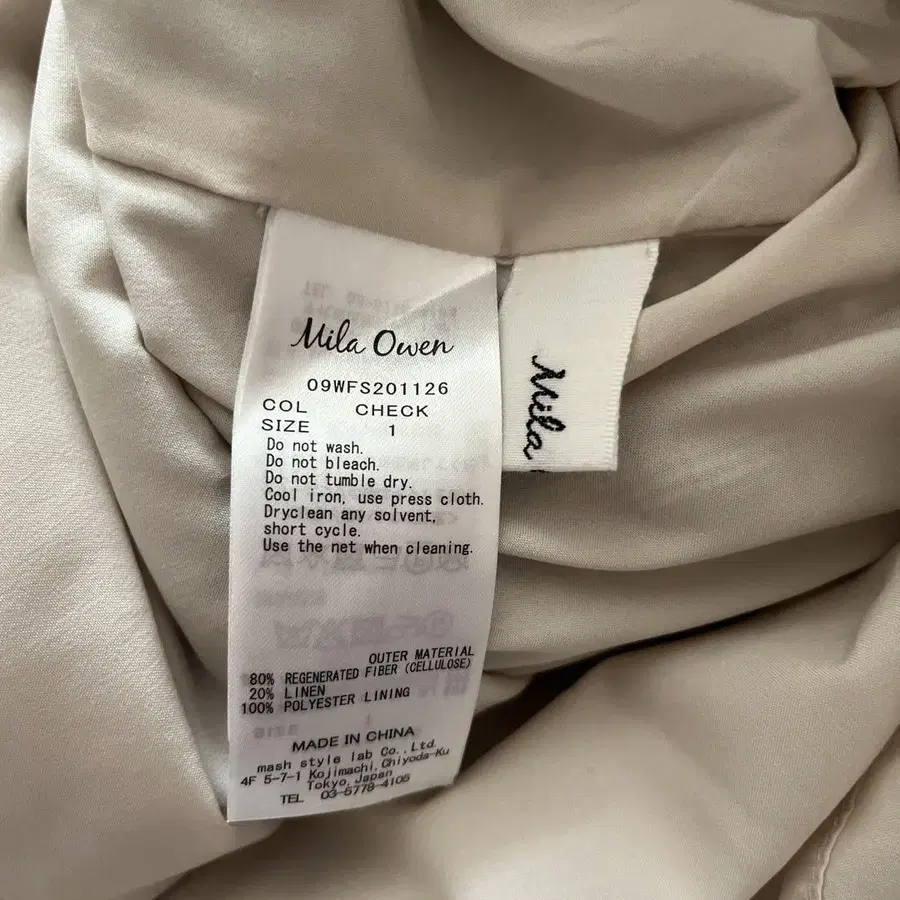 Mila Owen
09WFS201126
COL CHECK
SIZE 1
Do not wash.
Do not bleach.
Do not tumble dry.
Cool iron, use press cloth.
Dryclean any solvent,
short cycle.
Use the net when cleaning.
OUTER MATERIAL
80% REGENERATED FIBER (CELLULOSE)
20% LINEN
100% POLYESTER LINING
MADE IN CHINA
mash style lab Co.,Ltd.
4F 5-7-1 Kojimachi,Chiyoda-Ku
Tokyo,Japan
TEL 03-5778-4105
Mila